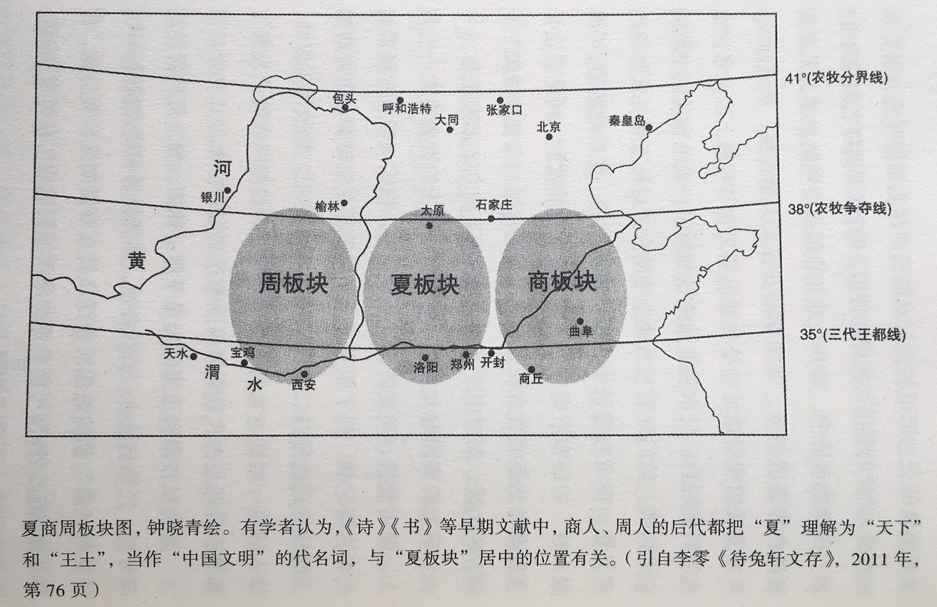 41°(农牧分界线)
包头
呼和浩特
张家口
大同
北京
秦皇岛
河
银川
榆林
太原
石家庄
38°(农牧争夺线)
黄
周板块
夏板块
商板块
曲阜
35°(三代王都线)
天水
宝鸡
渭
水
西安
洛阳
郑州
开封
商丘
夏商周板块图，钟晓青绘。有学者认为，《诗》《书》等早期文献中，商人、周人的后代都把“夏”理解为“天下”
和“王土”，当作“中国文明”的代名词，与“夏板块”居中的位置有关。（引自李零《待兔轩文存》，2011年，
第76页）